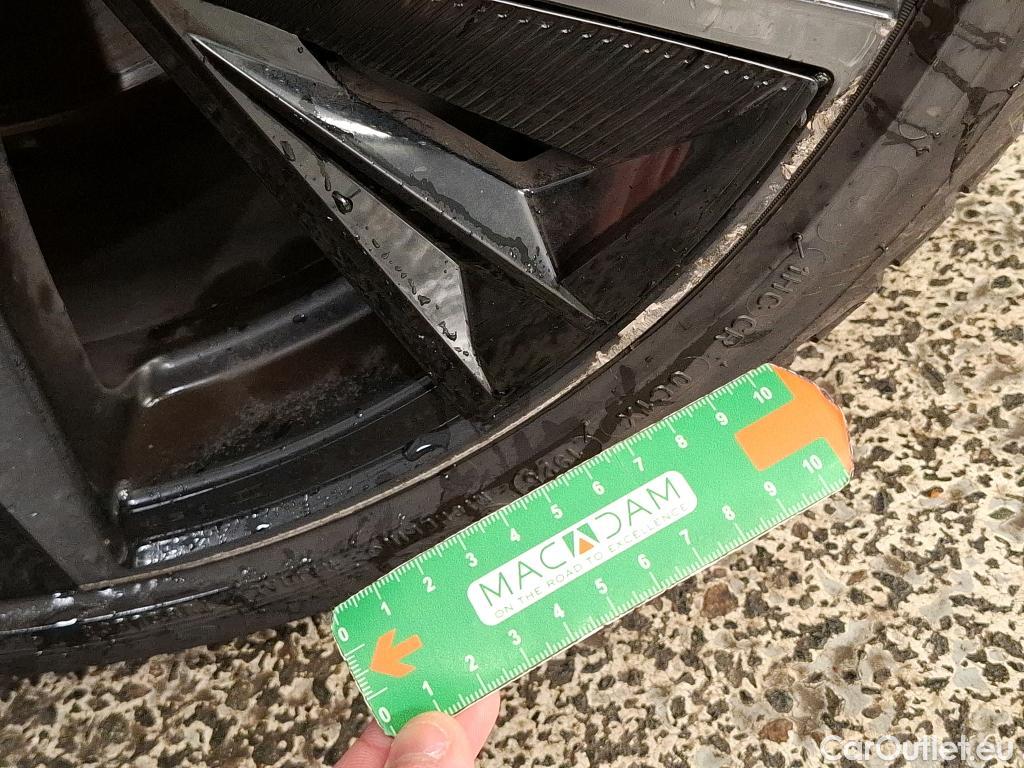 0 1 2 3 4 5 6 7 8 9 10
MACADAM
ON THE ROAD TO EXCELLENCE
0 1 2 3 4 5 6 7 8 9 10
CarOutlet.eu